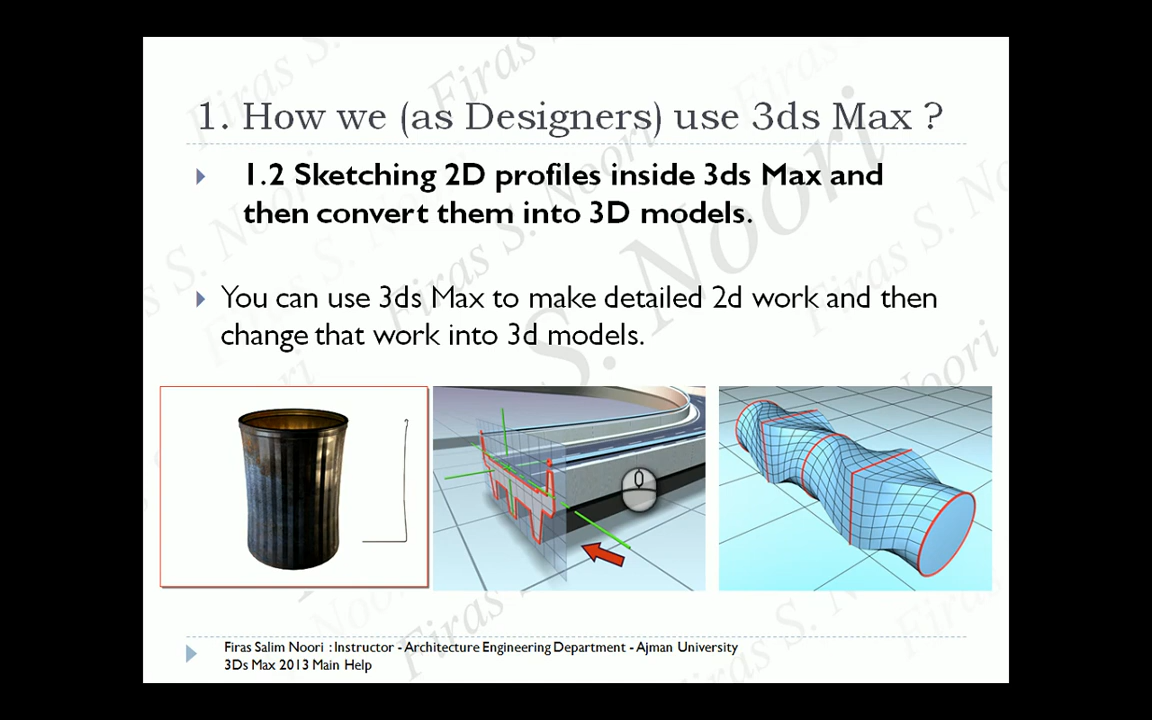 1. How we (as Designers) use 3ds Max ?
1.2 Sketching 2D profiles inside 3ds Max and
then convert them into 3D models.
You can use 3ds Max to make detailed 2d work and then
change that work into 3d models.
Firas S. Noori
Firas Salim Noori : Instructor - Architecture Engineering Department - Ajman University
3Ds Max 2013 Main Help